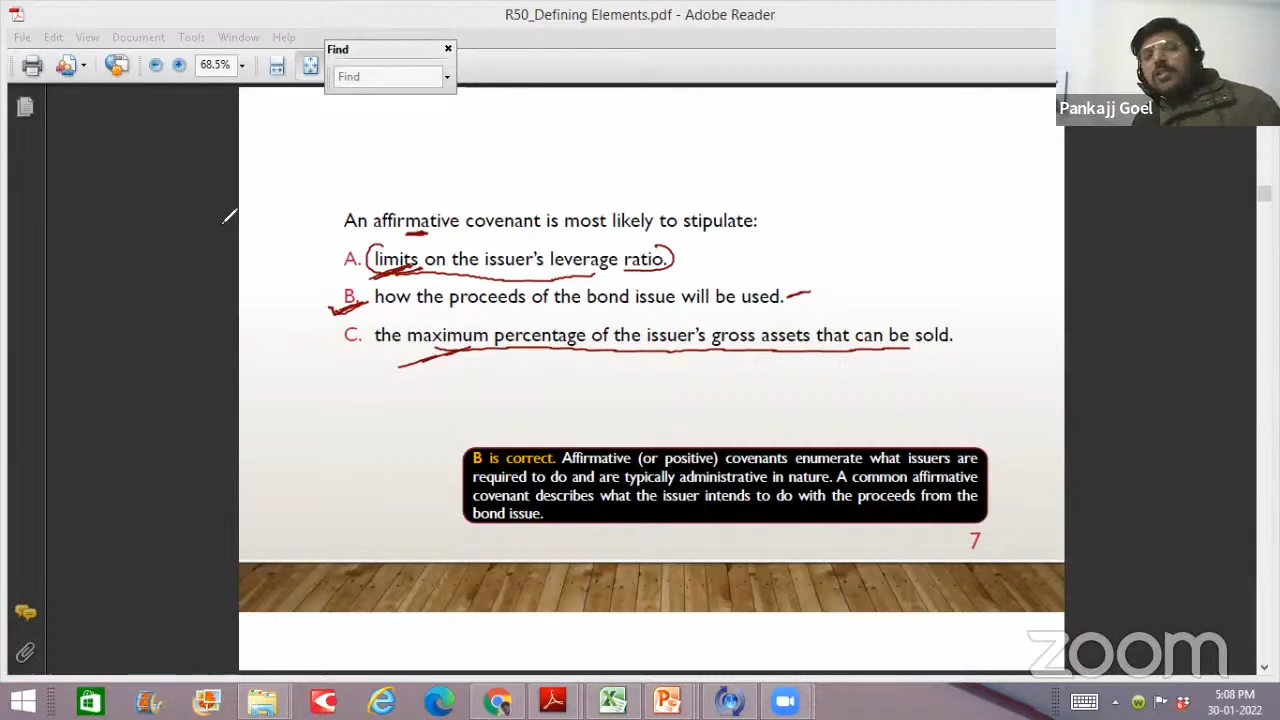 R50_Defining Elements.pdf - Adobe Reader
File Edit View Document Tools Window Help
Find
68.5%
Find
Pankajj Goel
An affirmative covenant is most likely to stipulate:
A. limits on the issuer's leverage ratio.
B. how the proceeds of the bond issue will be used.
C. the maximum percentage of the issuer's gross assets that can be sold.
B is correct. Affirmative (or positive) covenants enumerate what issuers are
required to do and are typically administrative in nature. A common affirmative
covenant describes what the issuer intends to do with the proceeds from the
bond issue.
7
zoom
5:08 PM
30-01-2022